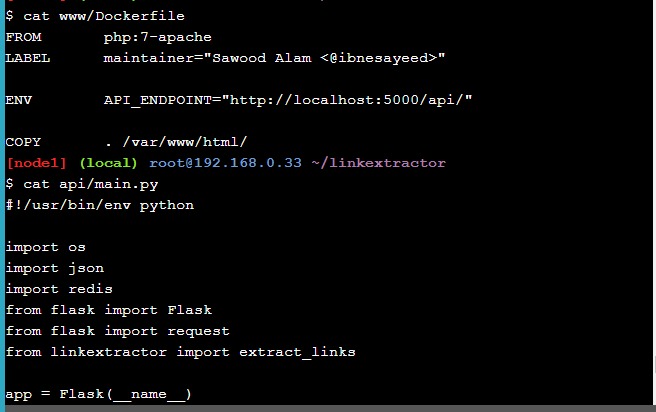 $ cat www/Dockerfile
FROM php:7-apache
LABEL maintainer="Sawood Alam <@ibnesayeed>"
ENV API_ENDPOINT="http://localhost:5000/api/"
COPY . /var/www/html/
[node1] (local) root@192.168.0.33 ~/linkextractor
$ cat api/main.py
#!/usr/bin/env python
import os
import json
import redis
from flask import Flask
from flask import request
from linkextractor import extract_links
app = Flask(__name__)